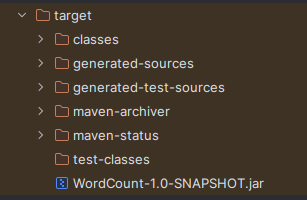 target
classes
generated-sources
generated-test-sources
maven-archiver
maven-status
test-classes
WordCount-1.0-SNAPSHOT.jar